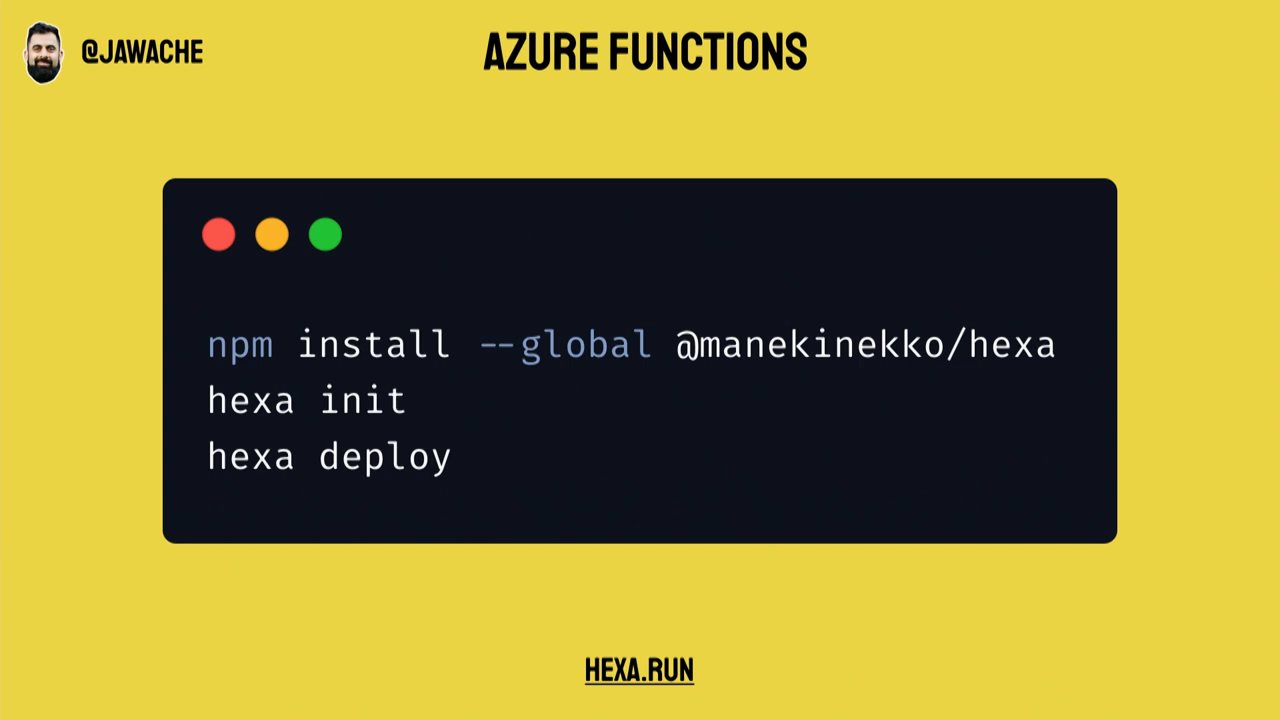 @JAWACHE
AZURE FUNCTIONS
npm install --global @manekinekko/hexa
hexa init
hexa deploy
HEXA.RUN